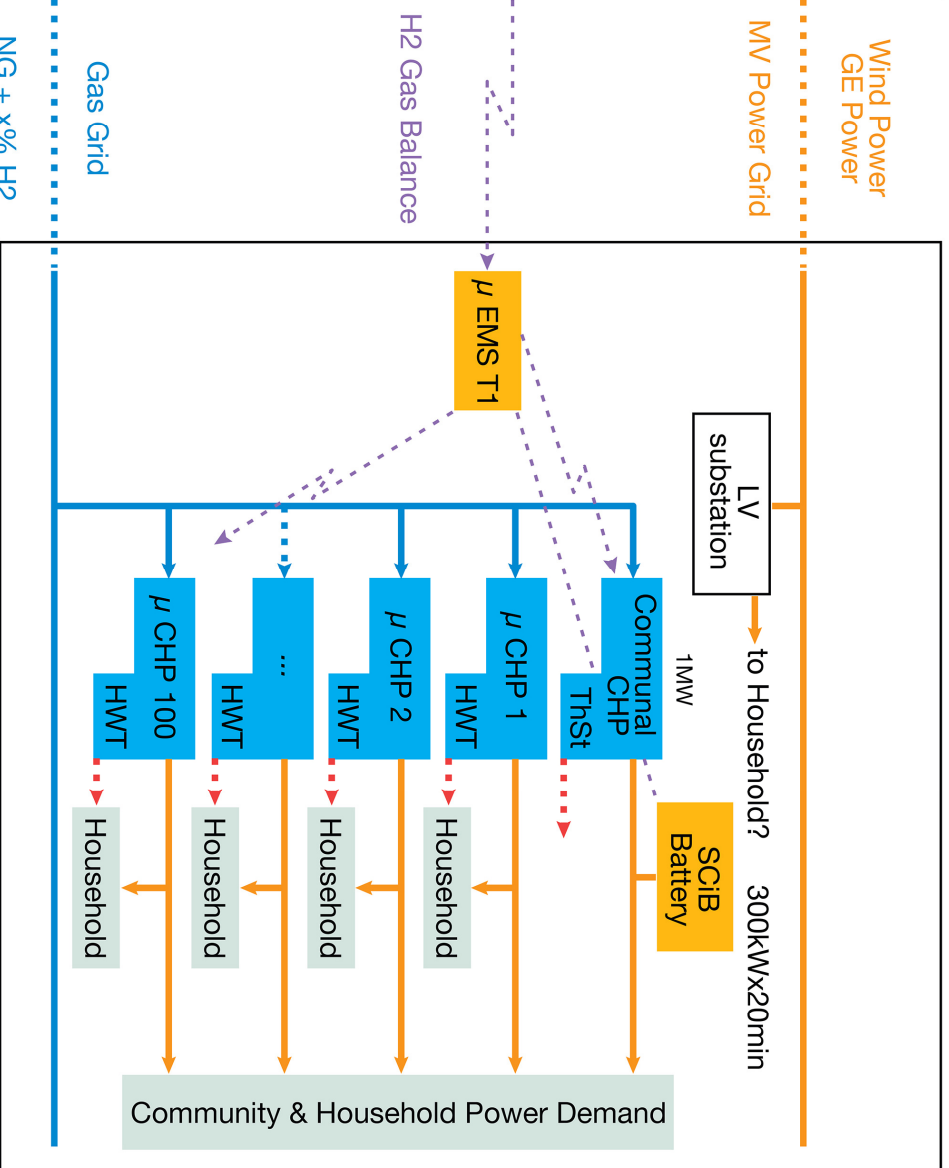 Wind Power
GE Power
MV Power Grid
H2 Gas Balance
Gas Grid
NG + x% H2
LV
substation
to Household?
300kWx20min
μ EMS T1
1MW
Communal
CHP
ThSt
SCiB
Battery
μ CHP 1
HWT
Household
μ CHP 2
HWT
Household
...
HWT
Household
μ CHP 100
HWT
Household
Community & Household Power Demand